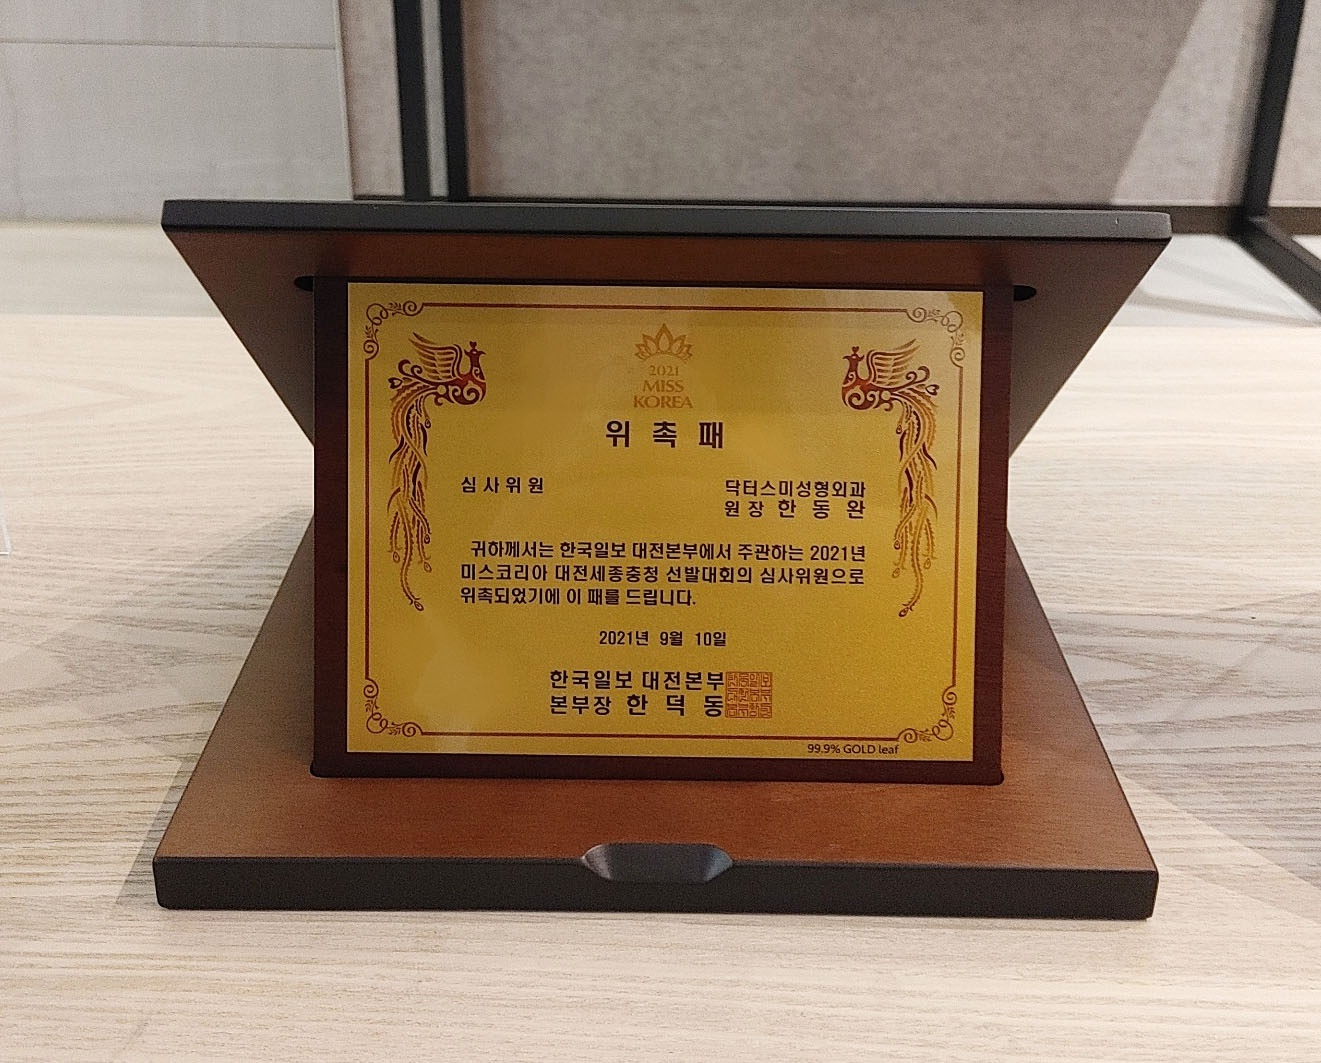 2021
MISS
KOREA
위 촉 패
심 사 위 원
닥터스미성형외과
원 장 한 동 완
귀하께서는 한국일보 대전본부에서 주관하는 2021년
미스코리아 대전세종충청 선발대회의 심사위원으로
위촉되었기에 이 패를 드립니다.
2021년 9월 10일
한국일보 대전본부
본부장 한 덕 동
99.9% GOLD leaf